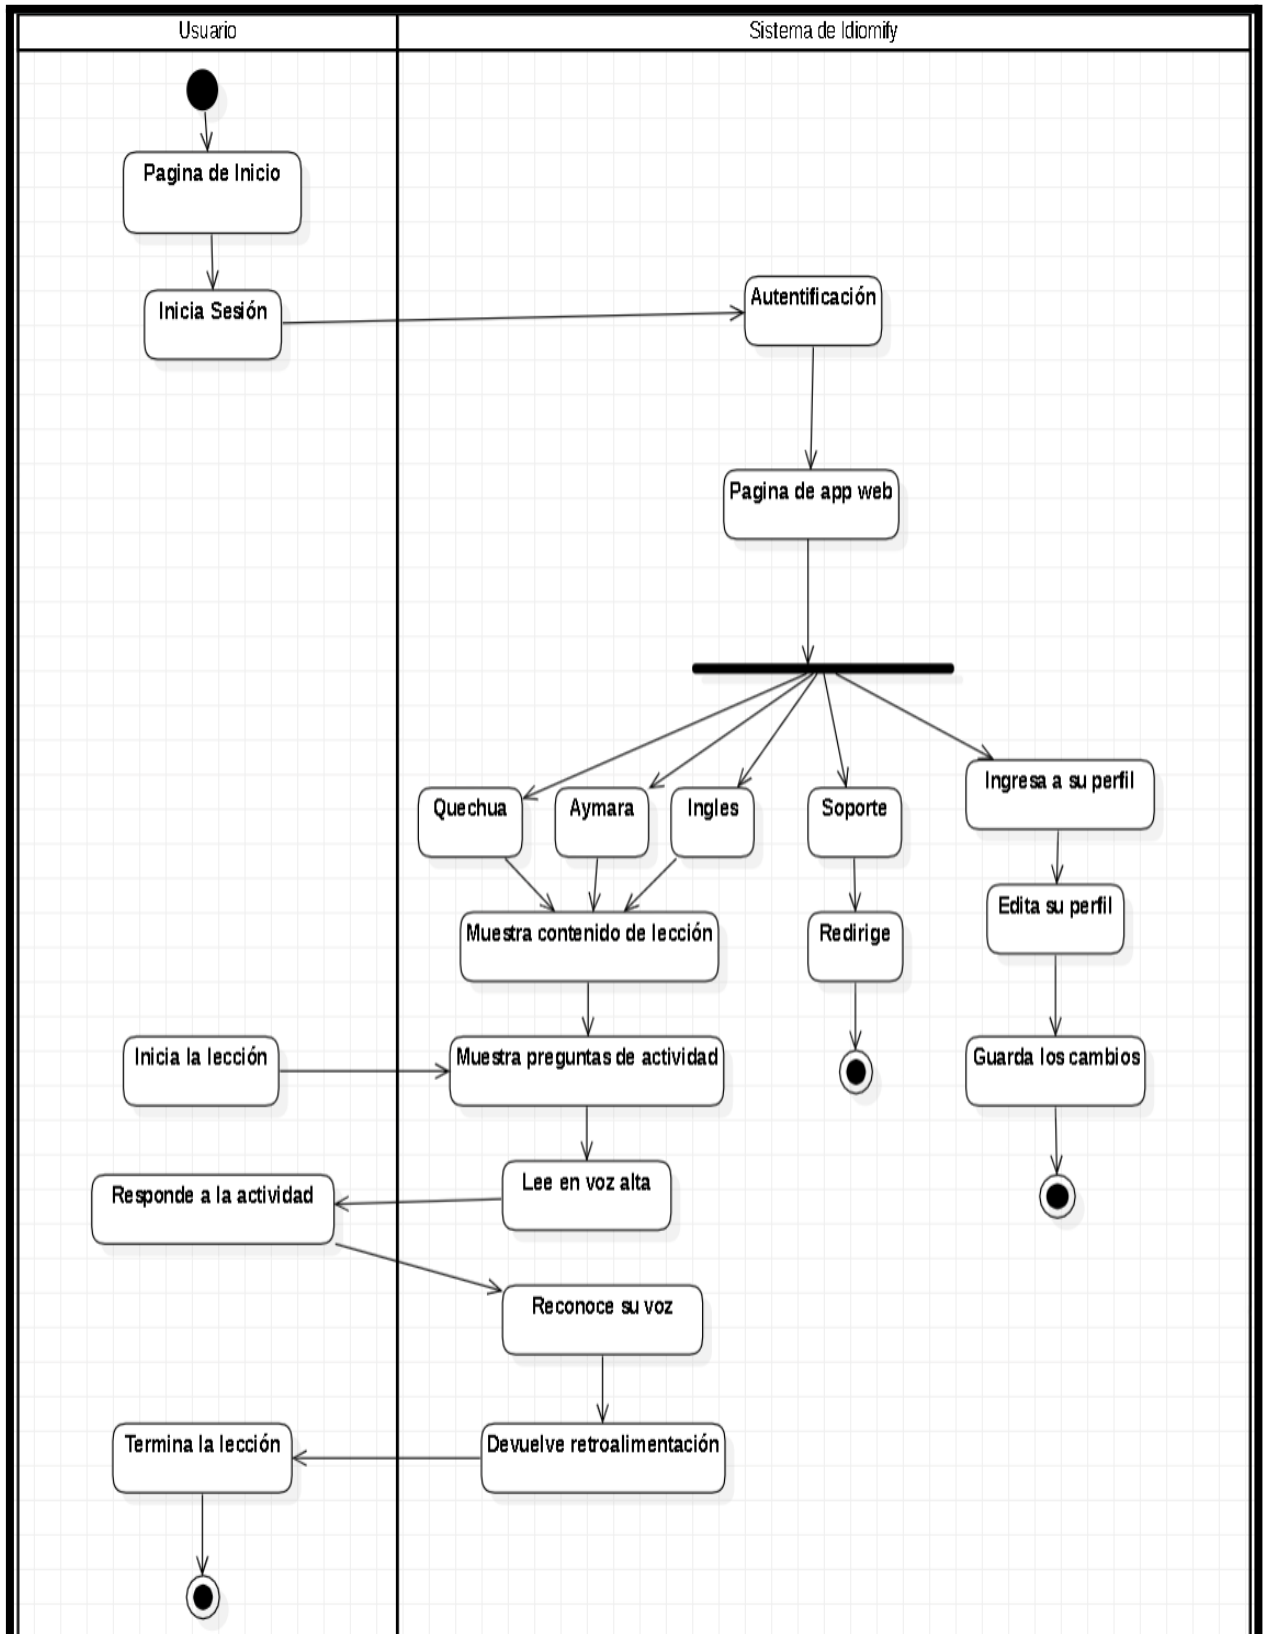 Usuario
Sistema de Idiomify
Pagina de Inicio
Inicia Sesión
Autentificación
Pagina de app web
Quechua
Aymara
Ingles
Soporte
Ingresa a su perfil
Muestra contenido de lección
Redirige
Edita su perfil
Inicia la lección
Muestra preguntas de actividad
Guarda los cambios
Responde a la actividad
Lee en voz alta
Reconoce su voz
Termina la lección
Devuelve retroalimentación